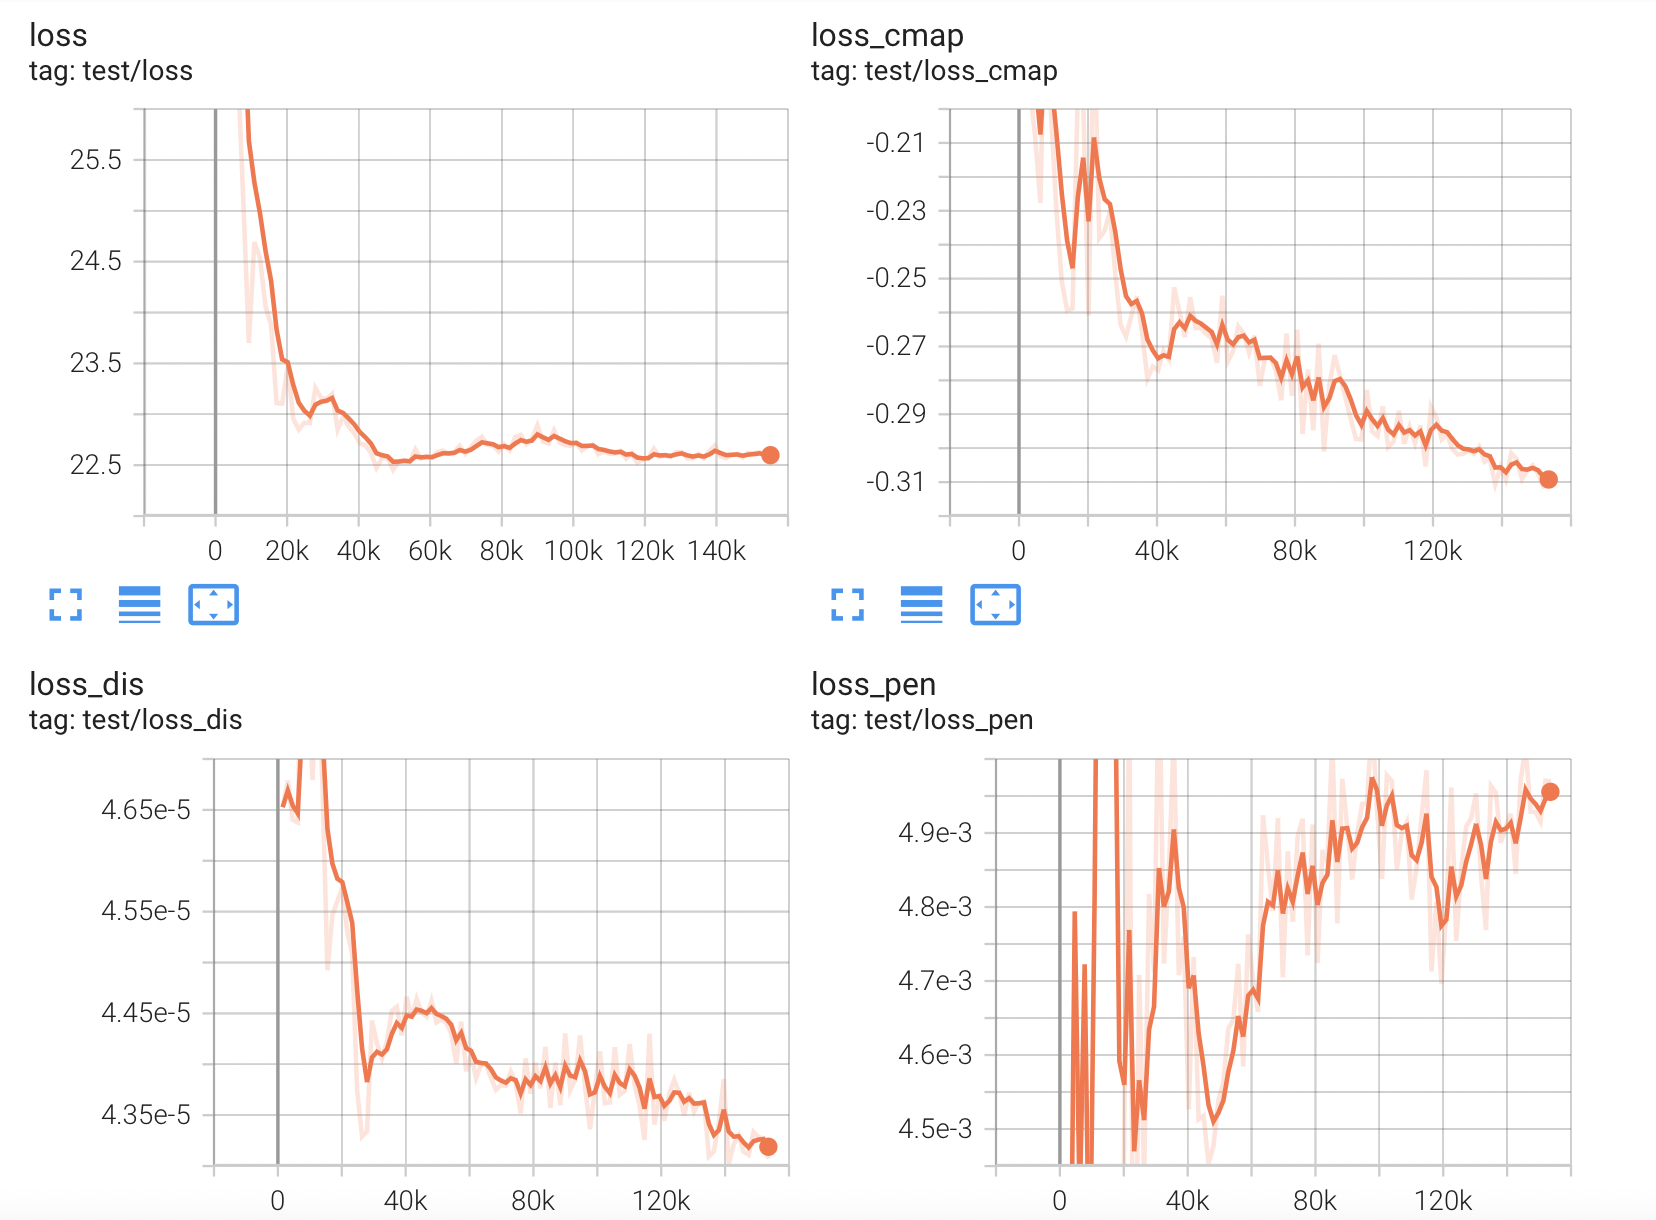 loss
tag: test/loss
25.5
24.5
23.5
22.5
0 20k 40k 60k 80k 100k 120k 140k
loss_cmap
tag: test/loss_cmap
-0.21
-0.23
-0.25
-0.27
-0.29
-0.31
0 40k 80k 120k
loss_dis
tag: test/loss_dis
4.65e-5
4.55e-5
4.45e-5
4.35e-5
0 40k 80k 120k
loss_pen
tag: test/loss_pen
4.9e-3
4.8e-3
4.7e-3
4.6e-3
4.5e-3
0 40k 80k 120k